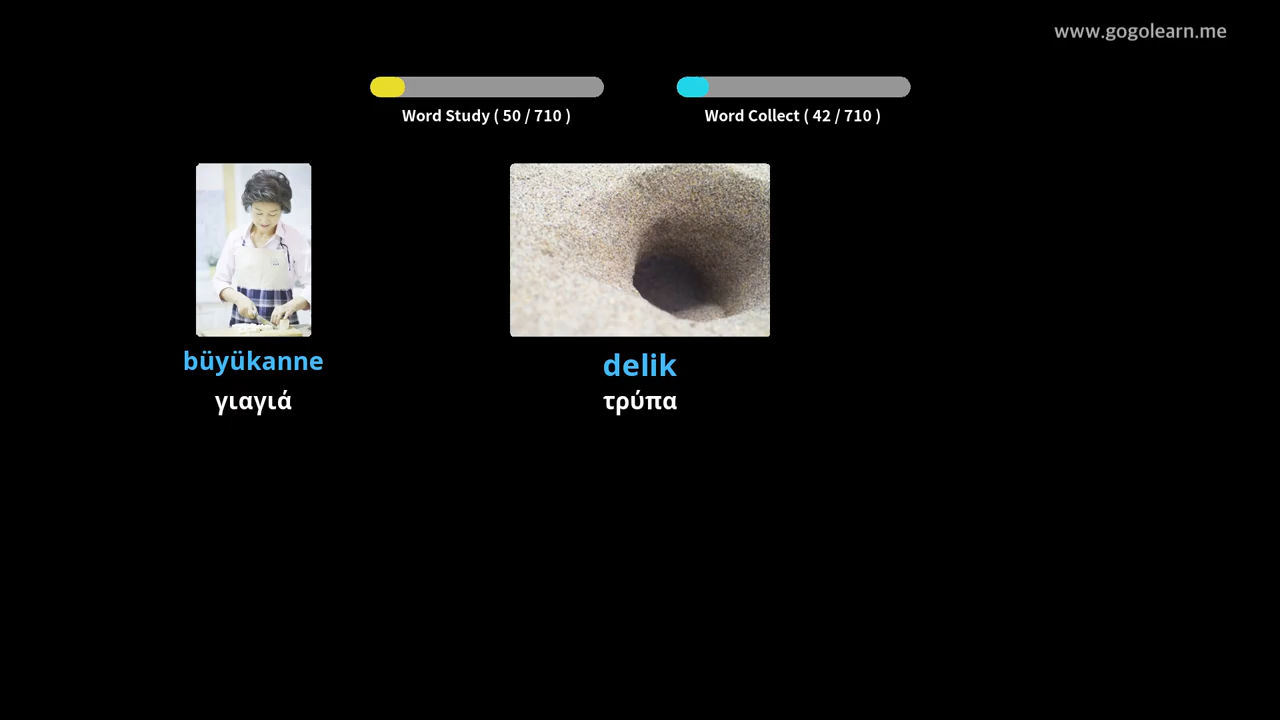 www.gogolearn.me
Word Study ( 50 / 710 )
Word Collect ( 42 / 710 )
büyükanne
γιαγιά
delik
τρύπα